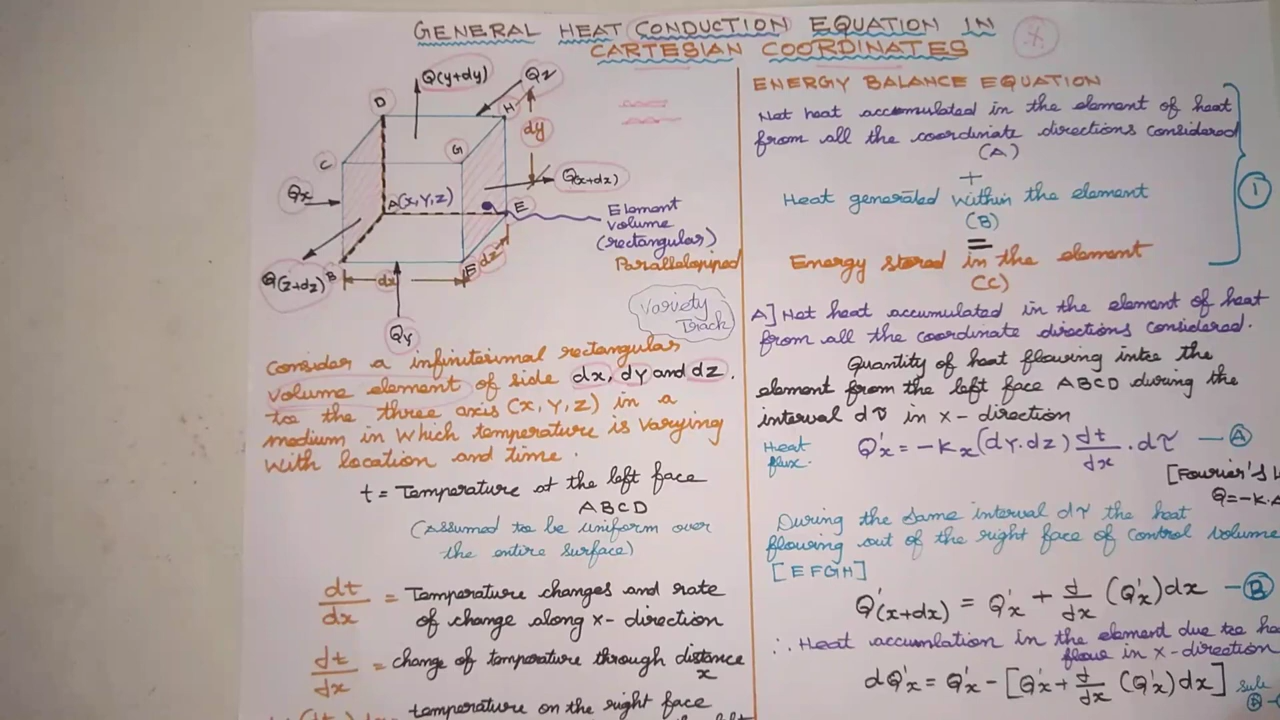 GENERAL HEAT CONDUCTION EQUATION IN
CARTESIAN COORDINATES
Q(y+dy)
Qz
D
H
dy
C
G
Q(x+dx)
Qx
A(x,y,z)
E
Element
volume
(rectangular)
Parallelopiped
Q(z+dz)
B
dx
F
dz
Qy
Variety
Track
Consider a infinitesimal rectangular
volume element of side dx, dy and dz.
to the three axis (x, y, z) in a
medium in which temperature is varying
with location and time.
t = Temperature at the left face
ABCD
(Assumed to be uniform over
the entire surface)
dt/dx = Temperature changes and rate
of change along x-direction
dt/dx = change of temperature through distance
x
temperature on the right face
ENERGY BALANCE EQUATION
Net heat accumulated in the element of heat
from all the coordinate directions considered
(A)
+
Heat generated within the element
(B)
=
Energy stored in the element
(C)
1
A] Net heat accumulated in the element of heat
from all the coordinate directions considered.
Quantity of heat flowing into the
element from the left face ABCD during the
interval dτ in x-direction
Heat
flux.
Q'x = -Kx (dy.dz) dt/dx . dτ — A
[Fourier's
Q=-K.A
During the same interval dτ the heat
flowing out of the right face of control volume
[EFGH]
Q'(x+dx) = Q'x + d/dx (Q'x)dx — B
∴ Heat accumlation in the elemend due to
flow in x-direction
dQ'x = Q'x - [Q'x + d/dx (Q'x)dx]